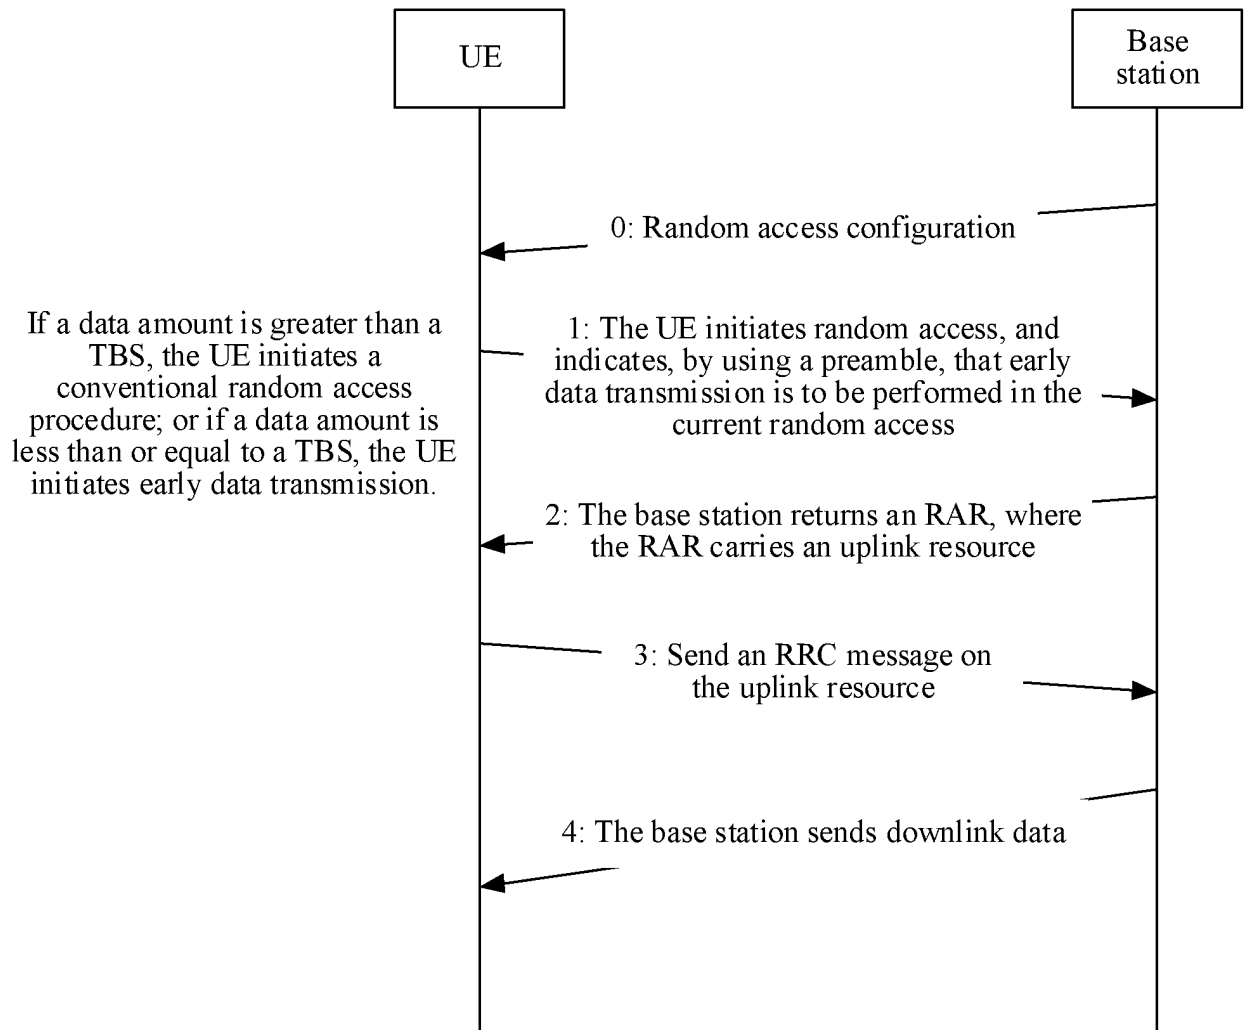 UE
Base
station
0: Random access configuration
If a data amount is greater than a
TBS, the UE initiates a
conventional random access
procedure; or if a data amount is
less than or equal to a TBS, the UE
initiates early data transmission.
1: The UE initiates random access, and
indicates, by using a preamble, that early
data transmission is to be performed in the
current random access
2: The base station returns an RAR, where
the RAR carries an uplink resource
3: Send an RRC message on
the uplink resource
4: The base station sends downlink data